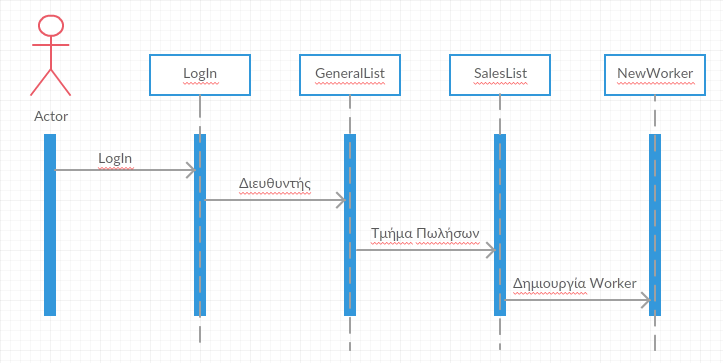 LogIn
GeneralList
SalesList
NewWorker
Actor
LogIn
Διευθυντής
Τμήμα Πωλήσων
Δημιουργία Worker